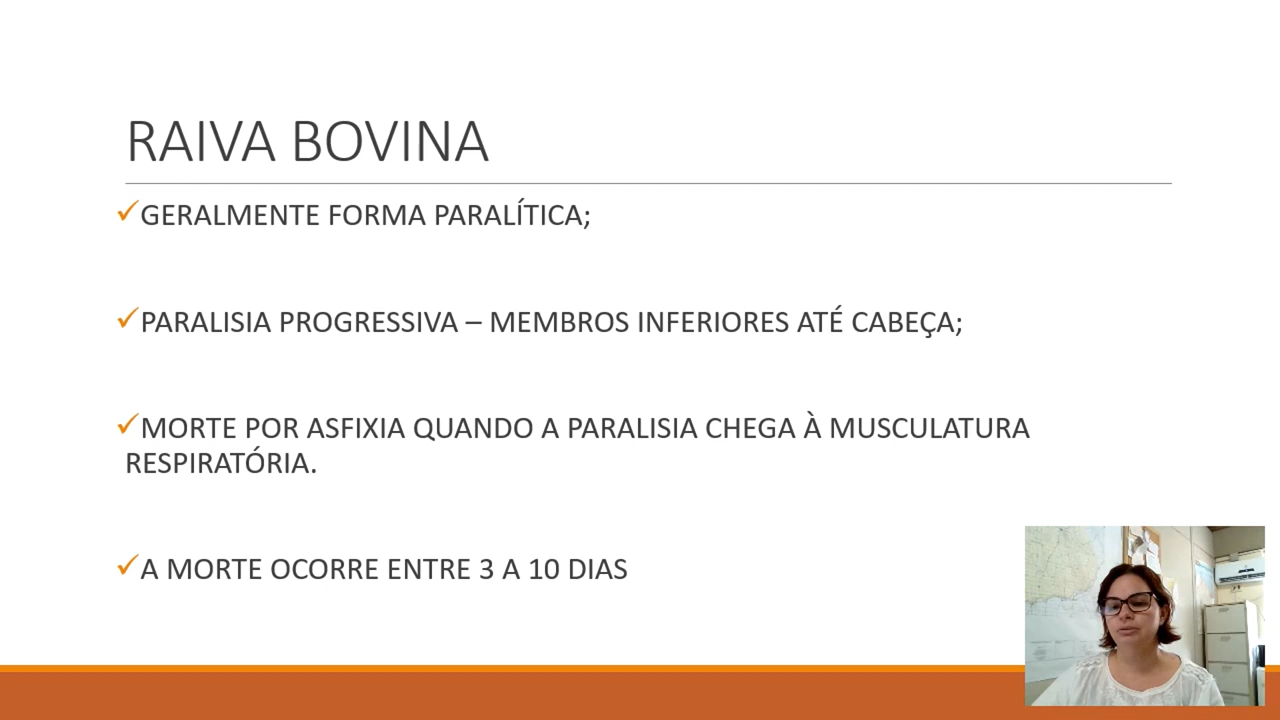 RAIVA BOVINA
✓GERALMENTE FORMA PARALÍTICA;
✓PARALISIA PROGRESSIVA – MEMBROS INFERIORES ATÉ CABEÇA;
✓MORTE POR ASFIXIA QUANDO A PARALISIA CHEGA À MUSCULATURA
RESPIRATÓRIA.
✓A MORTE OCORRE ENTRE 3 A 10 DIAS